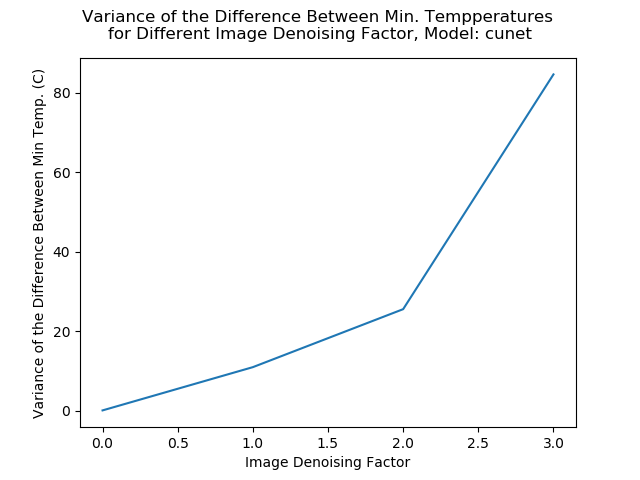 Variance of the Difference Between Min. Tempperatures
for Different Image Denoising Factor, Model: cunet
Variance of the Difference Between Min Temp. (C)
80
60
40
20
0
0.0 0.5 1.0 1.5 2.0 2.5 3.0
Image Denoising Factor